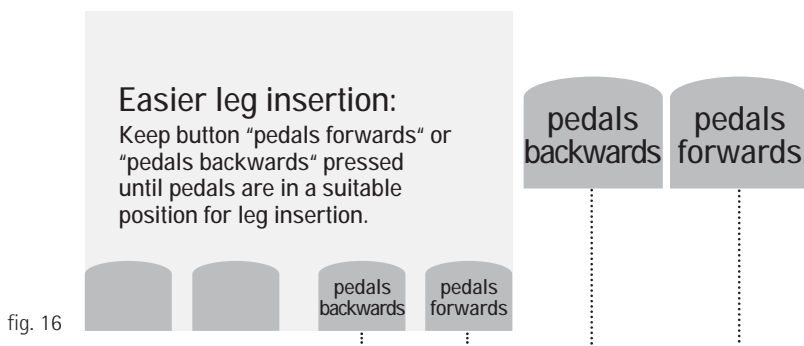 Easier leg insertion:
Keep button "pedals forwards" or
"pedals backwards" pressed
until pedals are in a suitable
position for leg insertion.
pedals
backwards
pedals
forwards
pedals
backwards
pedals
forwards
fig. 16